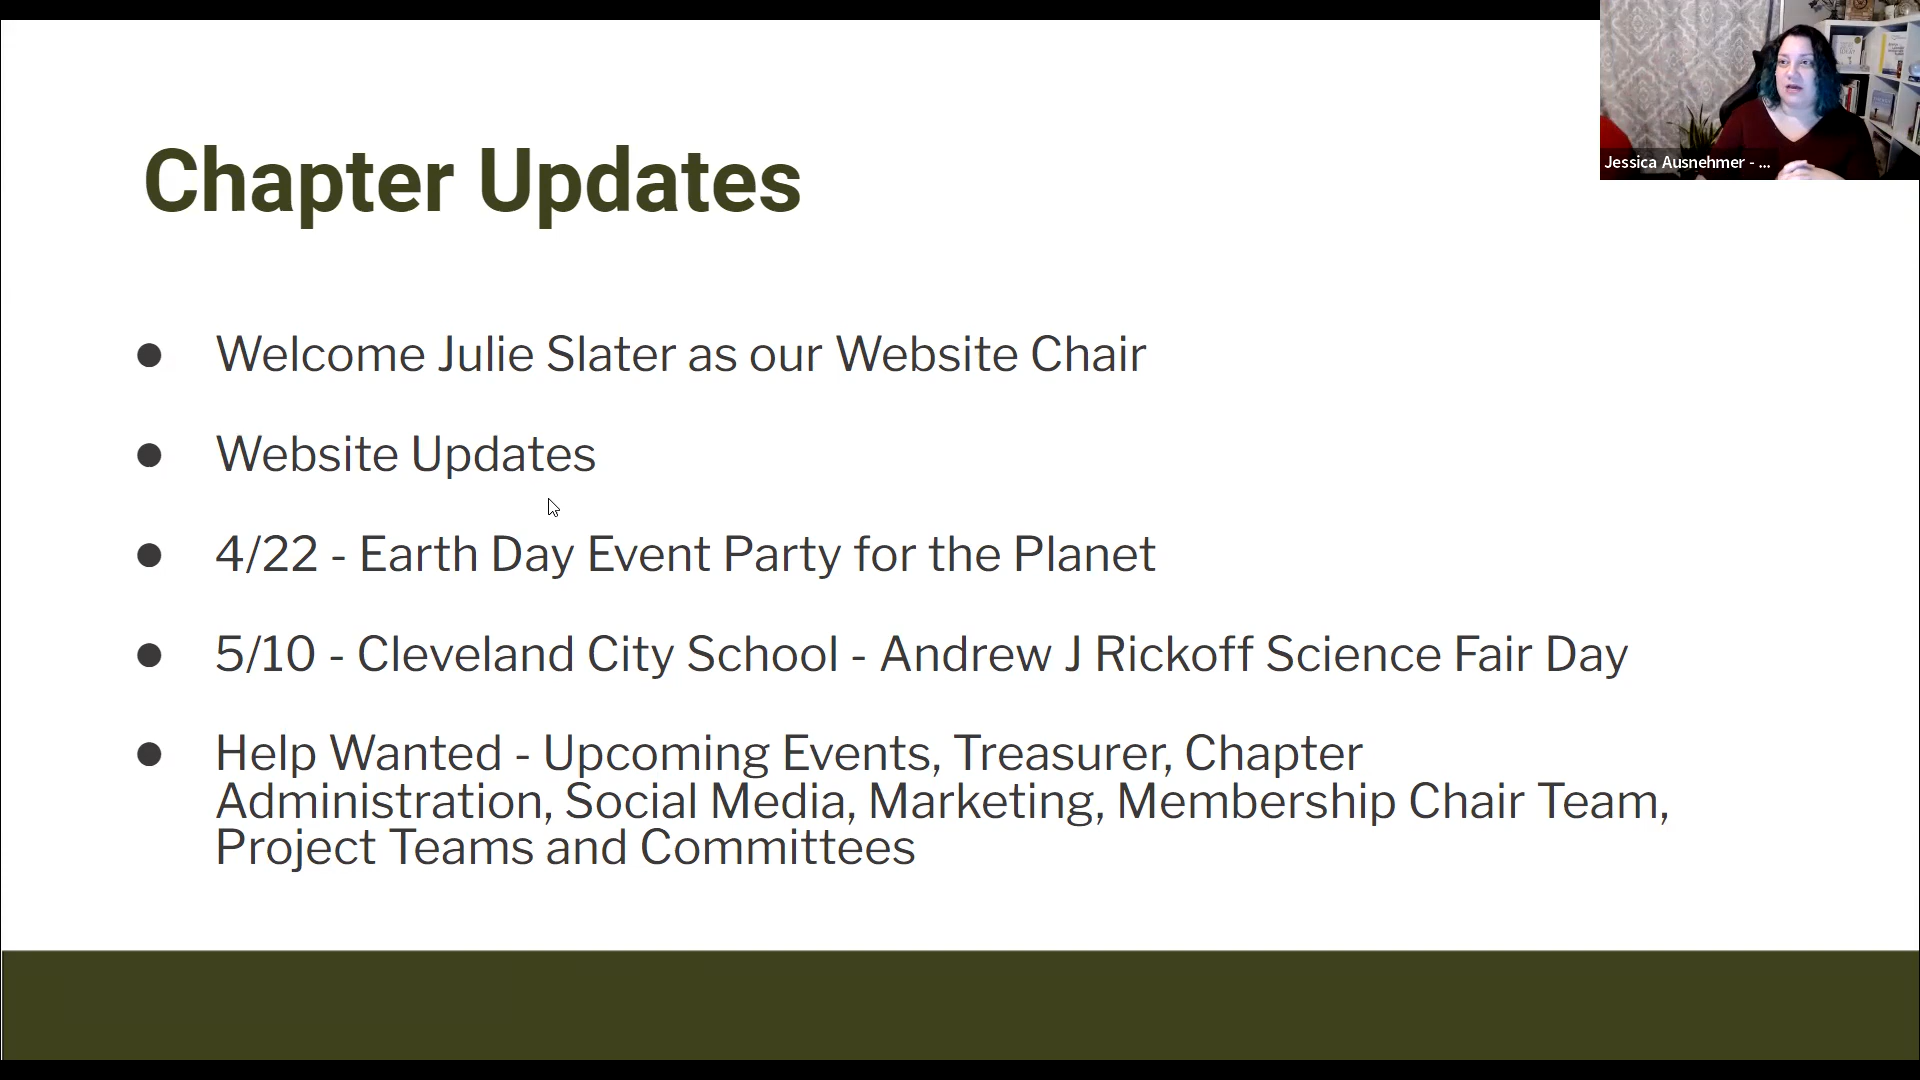 Chapter Updates
Jessica Ausnehmer - ...
● Welcome Julie Slater as our Website Chair
● Website Updates
● 4/22 - Earth Day Event Party for the Planet
● 5/10 - Cleveland City School - Andrew J Rickoff Science Fair Day
● Help Wanted - Upcoming Events, Treasurer, Chapter
Administration, Social Media, Marketing, Membership Chair Team,
Project Teams and Committees